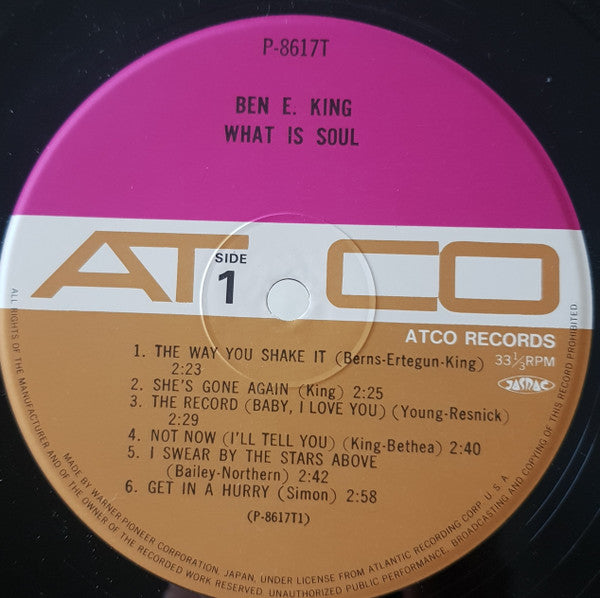 P-8617T
BEN E. KING
WHAT IS SOUL
ATCO
SIDE
1
ATCO RECORDS
33⅓RPM
JASRAC
1. THE WAY YOU SHAKE IT (Berns-Ertegun-King)
2:23
2. SHE'S GONE AGAIN (King) 2:25
3. THE RECORD (BABY, I LOVE YOU) (Young-Resnick)
2:29
4. NOT NOW (I'LL TELL YOU) (King-Bethea) 2:40
5. I SWEAR BY THE STARS ABOVE
(Bailey-Northern) 2:42
6. GET IN A HURRY (Simon) 2:58
(P-8617T1)
MADE BY WARNER-PIONEER CORPORATION, JAPAN, UNDER LICENSE FROM ATLANTIC RECORDING CORP. U.S.A.
ALL RIGHTS OF THE MANUFACTURER AND OF THE OWNER OF THE RECORDED WORK RESERVED. UNAUTHORIZED PUBLIC PERFORMANCE, BROADCASTING AND COPYING OF THIS RECORD PROHIBITED.